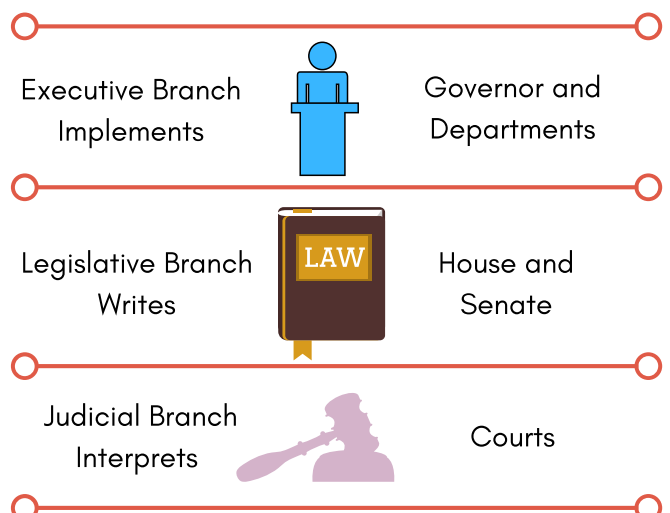 Executive Branch
Implements
Governor and
Departments
Legislative Branch
Writes
LAW
House and
Senate
Judicial Branch
Interprets
Courts